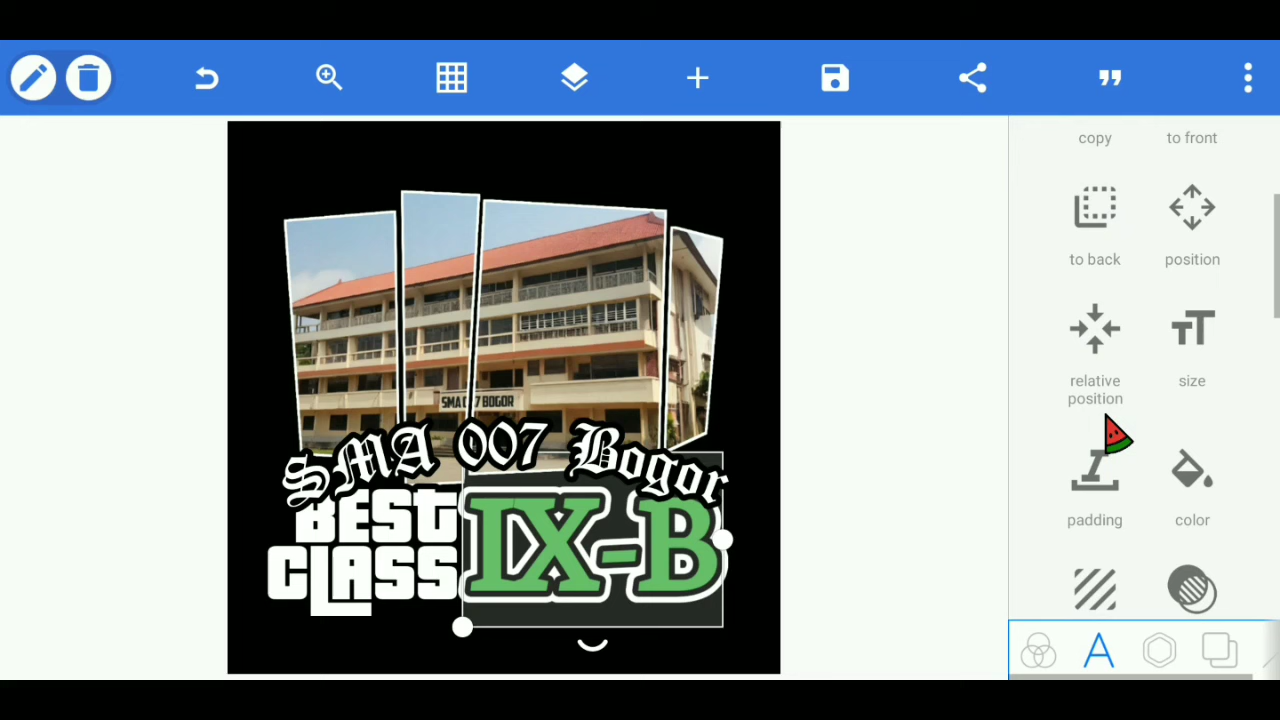 copy
to front
to back
position
relative
position
size
padding
color
SMA 007 BOGOR
SMA 007 Bogor
BEST
CLASS
IX-B